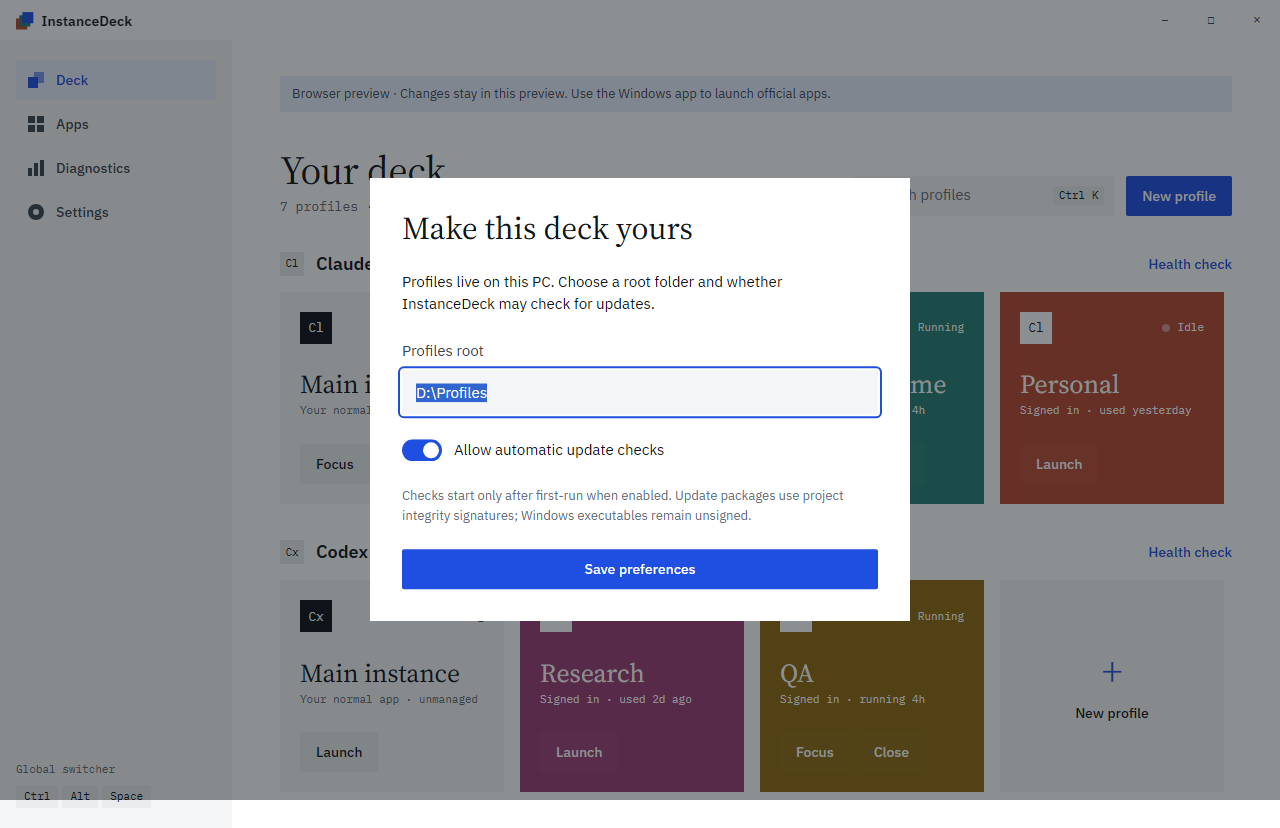 InstanceDeck
Deck
Apps
Diagnostics
Settings
Global switcher
Ctrl Alt Space
Browser preview · Changes stay in this preview. Use the Windows app to launch official apps.
Your deck
7 profiles
profiles
Ctrl K
New profile
Cl
Claude
Health check
Cl
Main
Your normal
Focus
Running
me
4h
Cl
Idle
Personal
Signed in · used yesterday
Launch
Make this deck yours
Profiles live on this PC. Choose a root folder and whether
InstanceDeck may check for updates.
Profiles root
D:\Profiles
Allow automatic update checks
Checks start only after first-run when enabled. Update packages use project
integrity signatures; Windows executables remain unsigned.
Save preferences
Cx
Codex
Health check
Cx
Main instance
Your normal app · unmanaged
Launch
Research
Signed in · used 2d ago
Launch
Running
QA
Signed in · running 4h
Focus
Close
New profile